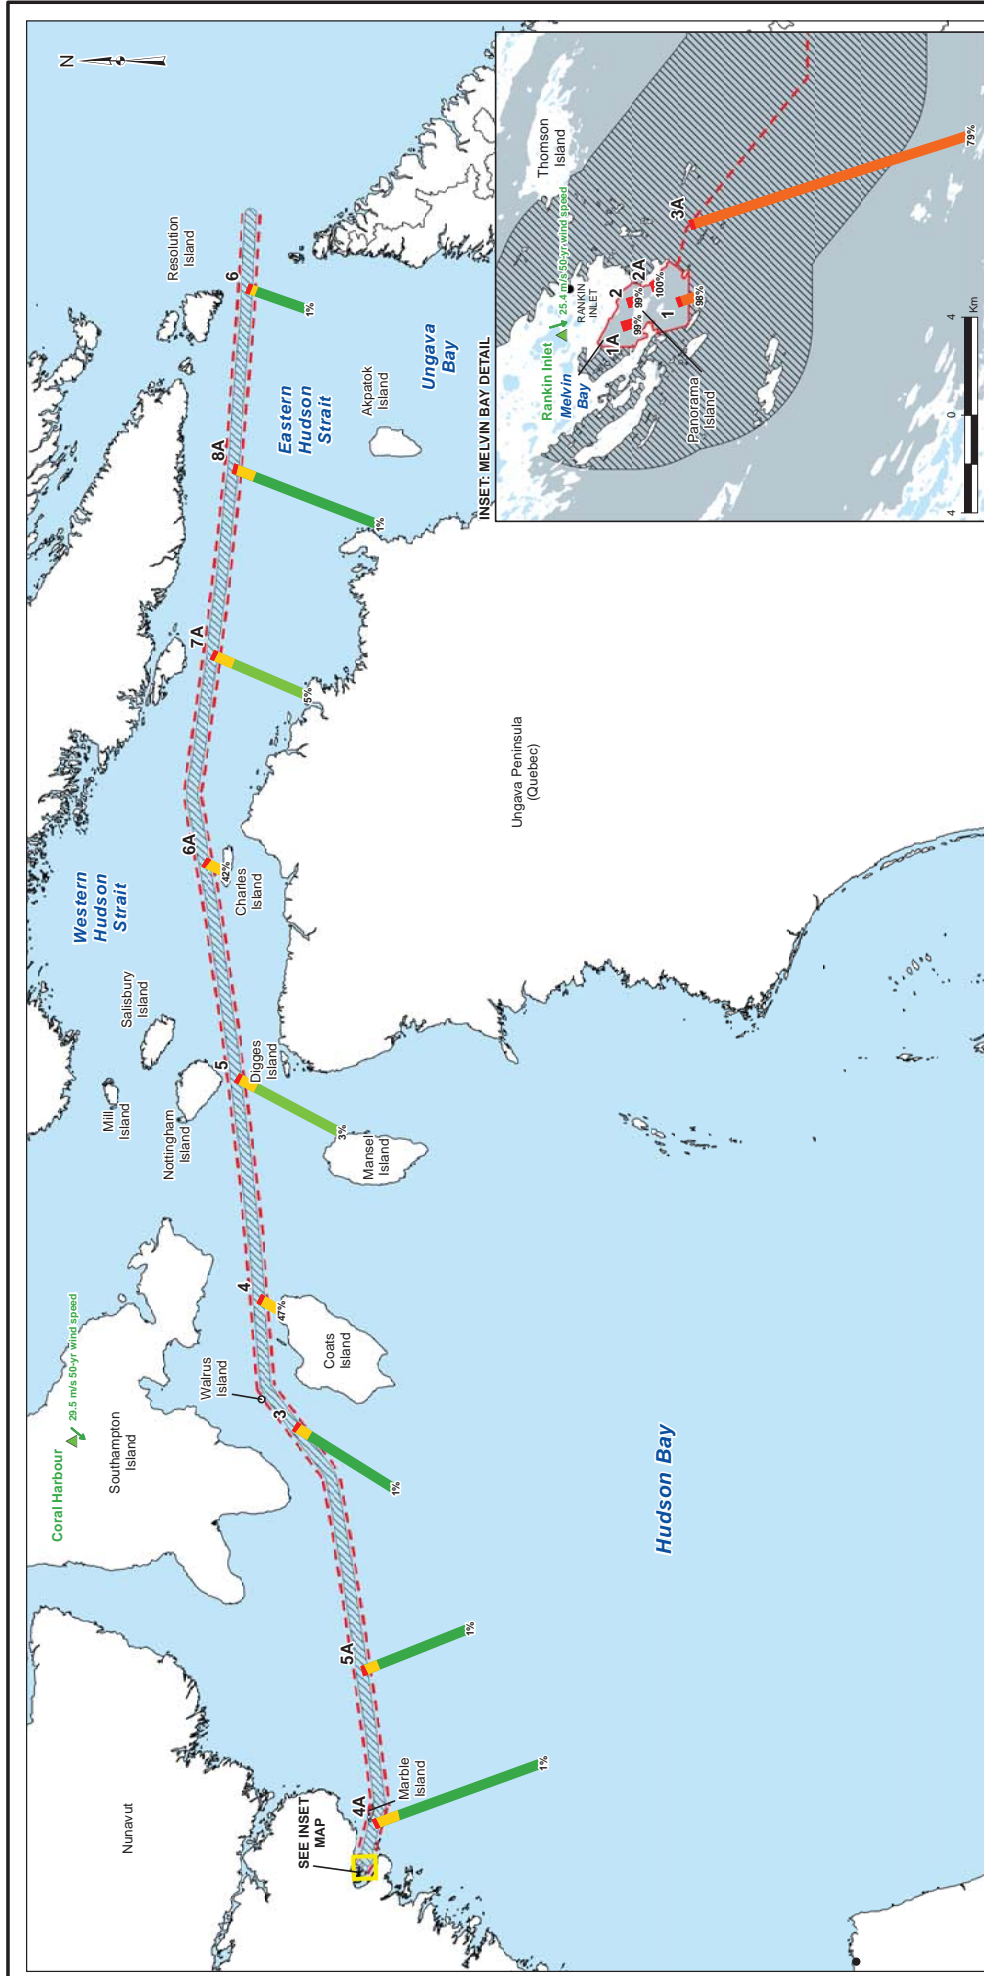 N
Nunavut
Coral Harbour
29.5 m/s 50-yr wind speed
Southampton
Island
Walrus
Island
Coats
Island
Mill
Island
Salisbury
Island
Nottingham
Island
Mansel
Island
Digges
Island
Western
Hudson
Strait
Charles
Island
Eastern
Hudson
Strait
Akpatok
Island
Ungava
Bay
Resolution
Island
Ungava Peninsula
(Quebec)
Hudson Bay
Marble
Island
SEE INSET
MAP
4A
1%
5A
1%
3
1%
4
47%
5
3%
6A
42%
7A
5%
8A
1%
6
1%
INSET: MELVIN BAY DETAIL
Rankin Inlet
25.4 m/s 50-yr wind speed
Melvin
Bay
RANKIN
INLET
Thomson
Island
Panorama
Island
1A
99%
2
99%
2A
100%
1
98%
3A
79%
4
0
4
Km